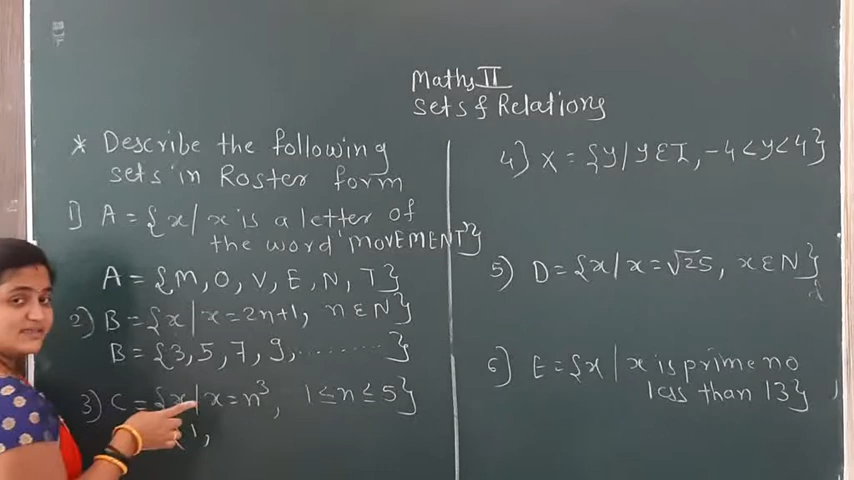 Maths II
Sets & Relations
* Describe the following
sets in Roster form
1) A = {x / x is a letter of
the word 'MOVEMENT'}
A = {M, O, V, E, N, T}
2) B = {x | x = 2n+1, n ε N}
B = {3, 5, 7, 9, ........ }
3) C = {x | x = n³, 1 ≤ n ≤ 5}
1,
4) X = {y / y ε I, -4 < y < 4}
5) D = {x / x = √25, x ε N}
6) E = {x | x is prime no
less than 13}